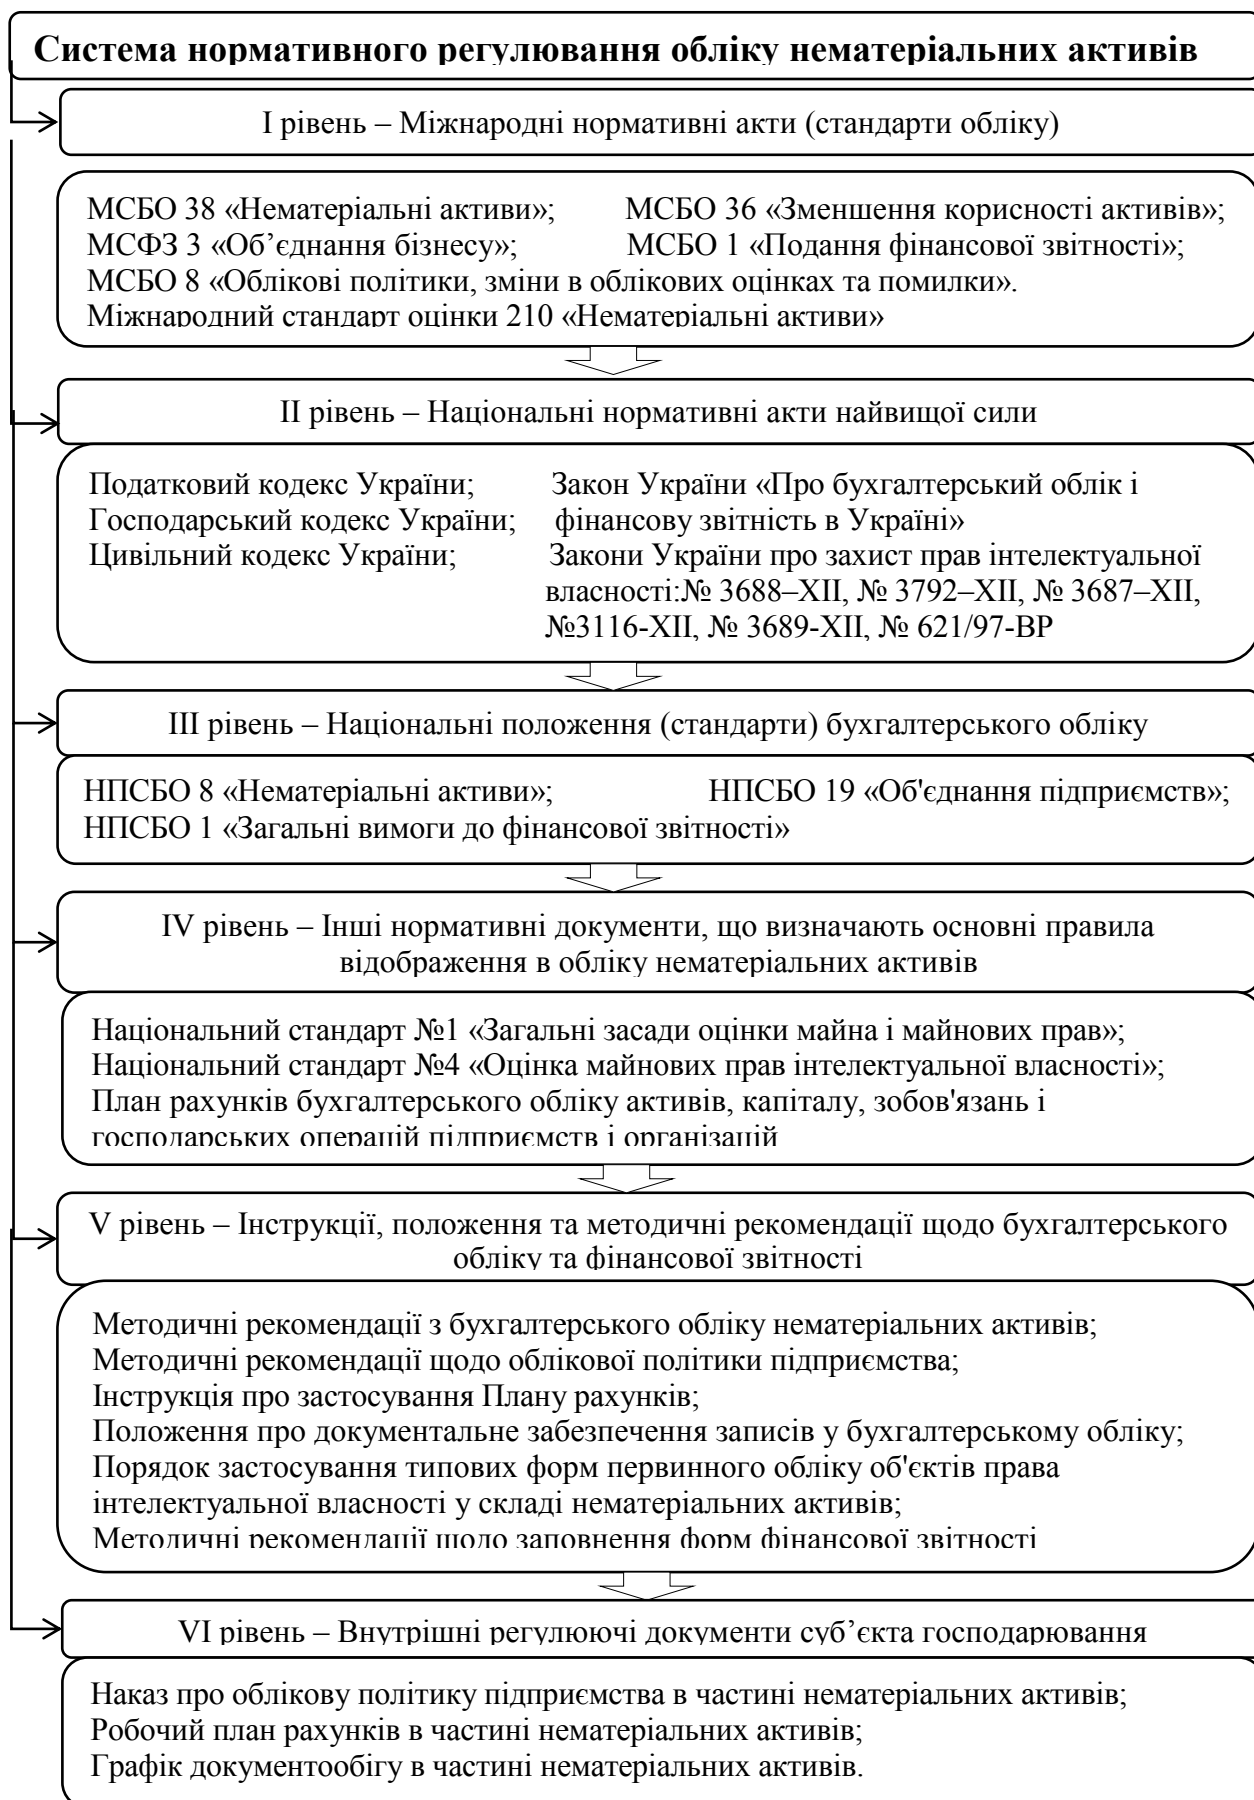 Система нормативного регулювання обліку нематеріальних активів
І рівень – Міжнародні нормативні акти (стандарти обліку)
МСБО 38 «Нематеріальні активи»; МСБО 36 «Зменшення корисності активів»;
МСФЗ 3 «Об’єднання бізнесу»; МСБО 1 «Подання фінансової звітності»;
МСБО 8 «Облікові політики, зміни в облікових оцінках та помилки».
Міжнародний стандарт оцінки 210 «Нематеріальні активи»
ІІ рівень – Національні нормативні акти найвищої сили
Податковий кодекс України; Закон України «Про бухгалтерський облік і
Господарський кодекс України; фінансову звітність в Україні»
Цивільний кодекс України; Закони України про захист прав інтелектуальної
власності:№ 3688–XII, № 3792–XII, № 3687–XII,
№3116-XII, № 3689-XII, № 621/97-ВР
ІІІ рівень – Національні положення (стандарти) бухгалтерського обліку
НПСБО 8 «Нематеріальні активи»; НПСБО 19 «Об'єднання підприємств»;
НПСБО 1 «Загальні вимоги до фінансової звітності»
IV рівень – Інші нормативні документи, що визначають основні правила
відображення в обліку нематеріальних активів
Національний стандарт №1 «Загальні засади оцінки майна і майнових прав»;
Національний стандарт №4 «Оцінка майнових прав інтелектуальної власності»;
План рахунків бухгалтерського обліку активів, капіталу, зобов'язань і
господарських операцій підприємств і організацій
V рівень – Інструкції, положення та методичні рекомендації щодо бухгалтерського
обліку та фінансової звітності
Методичні рекомендації з бухгалтерського обліку нематеріальних активів;
Методичні рекомендації щодо облікової політики підприємства;
Інструкція про застосування Плану рахунків;
Положення про документальне забезпечення записів у бухгалтерському обліку;
Порядок застосування типових форм первинного обліку об'єктів права
інтелектуальної власності у складі нематеріальних активів;
Методичні рекомендації щодо заповнення форм фінансової звітності
VI рівень – Внутрішні регулюючі документи суб’єкта господарювання
Наказ про облікову політику підприємства в частині нематеріальних активів;
Робочий план рахунків в частині нематеріальних активів;
Графік документообігу в частині нематеріальних активів.